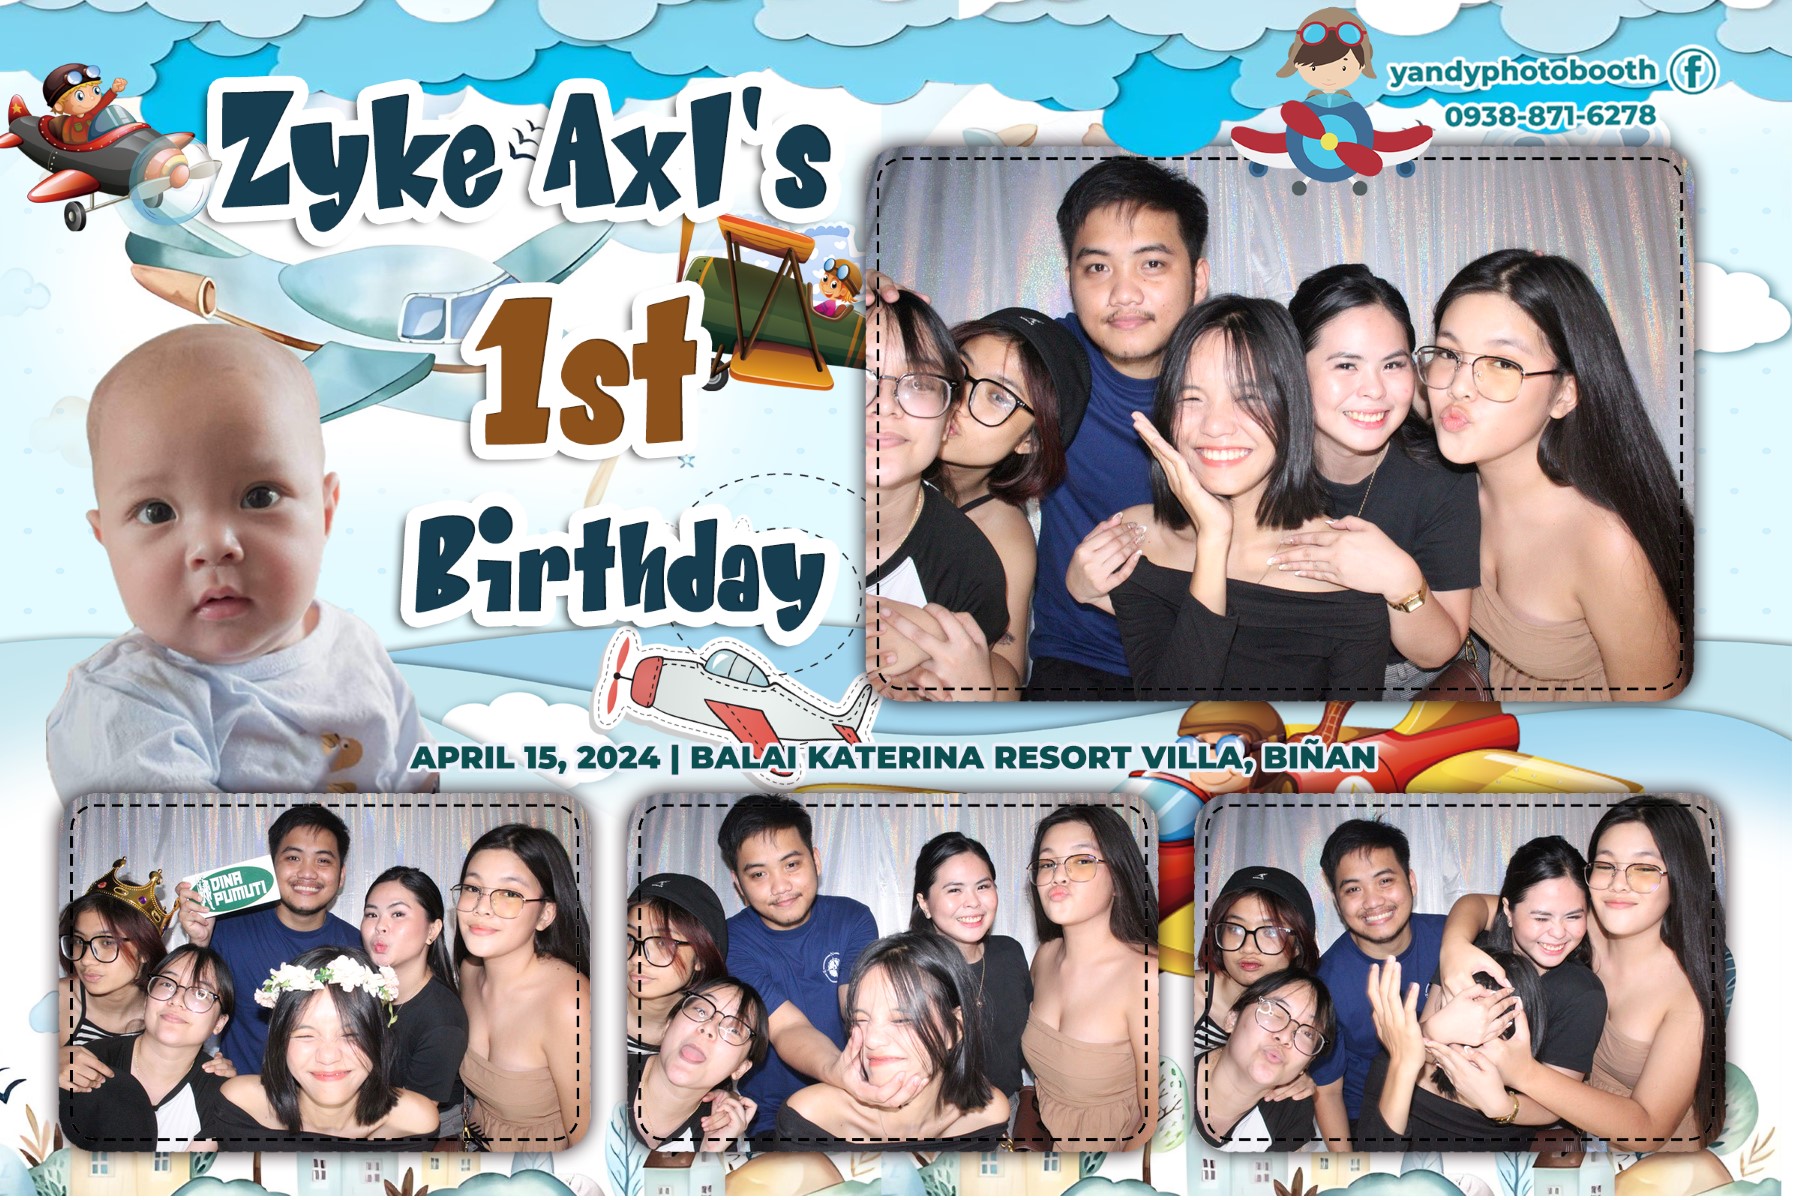 Zyke Axl's
1st
Birthday
yandyphotobooth f
0938-871-6278
APRIL 15, 2024 | BALAI KATERINA RESORT VILLA, BIÑAN
DINA
PUMUTI